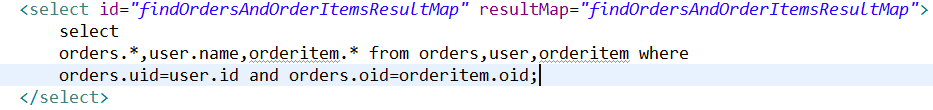 <select id="findOrdersAndOrderItemsResultMap" resultMap="findOrdersAndOrderItemsResultMap">
select
orders.*,user.name,orderitem.* from orders,user,orderitem where
orders.uid=user.id and orders.oid=orderitem.oid;
</select>